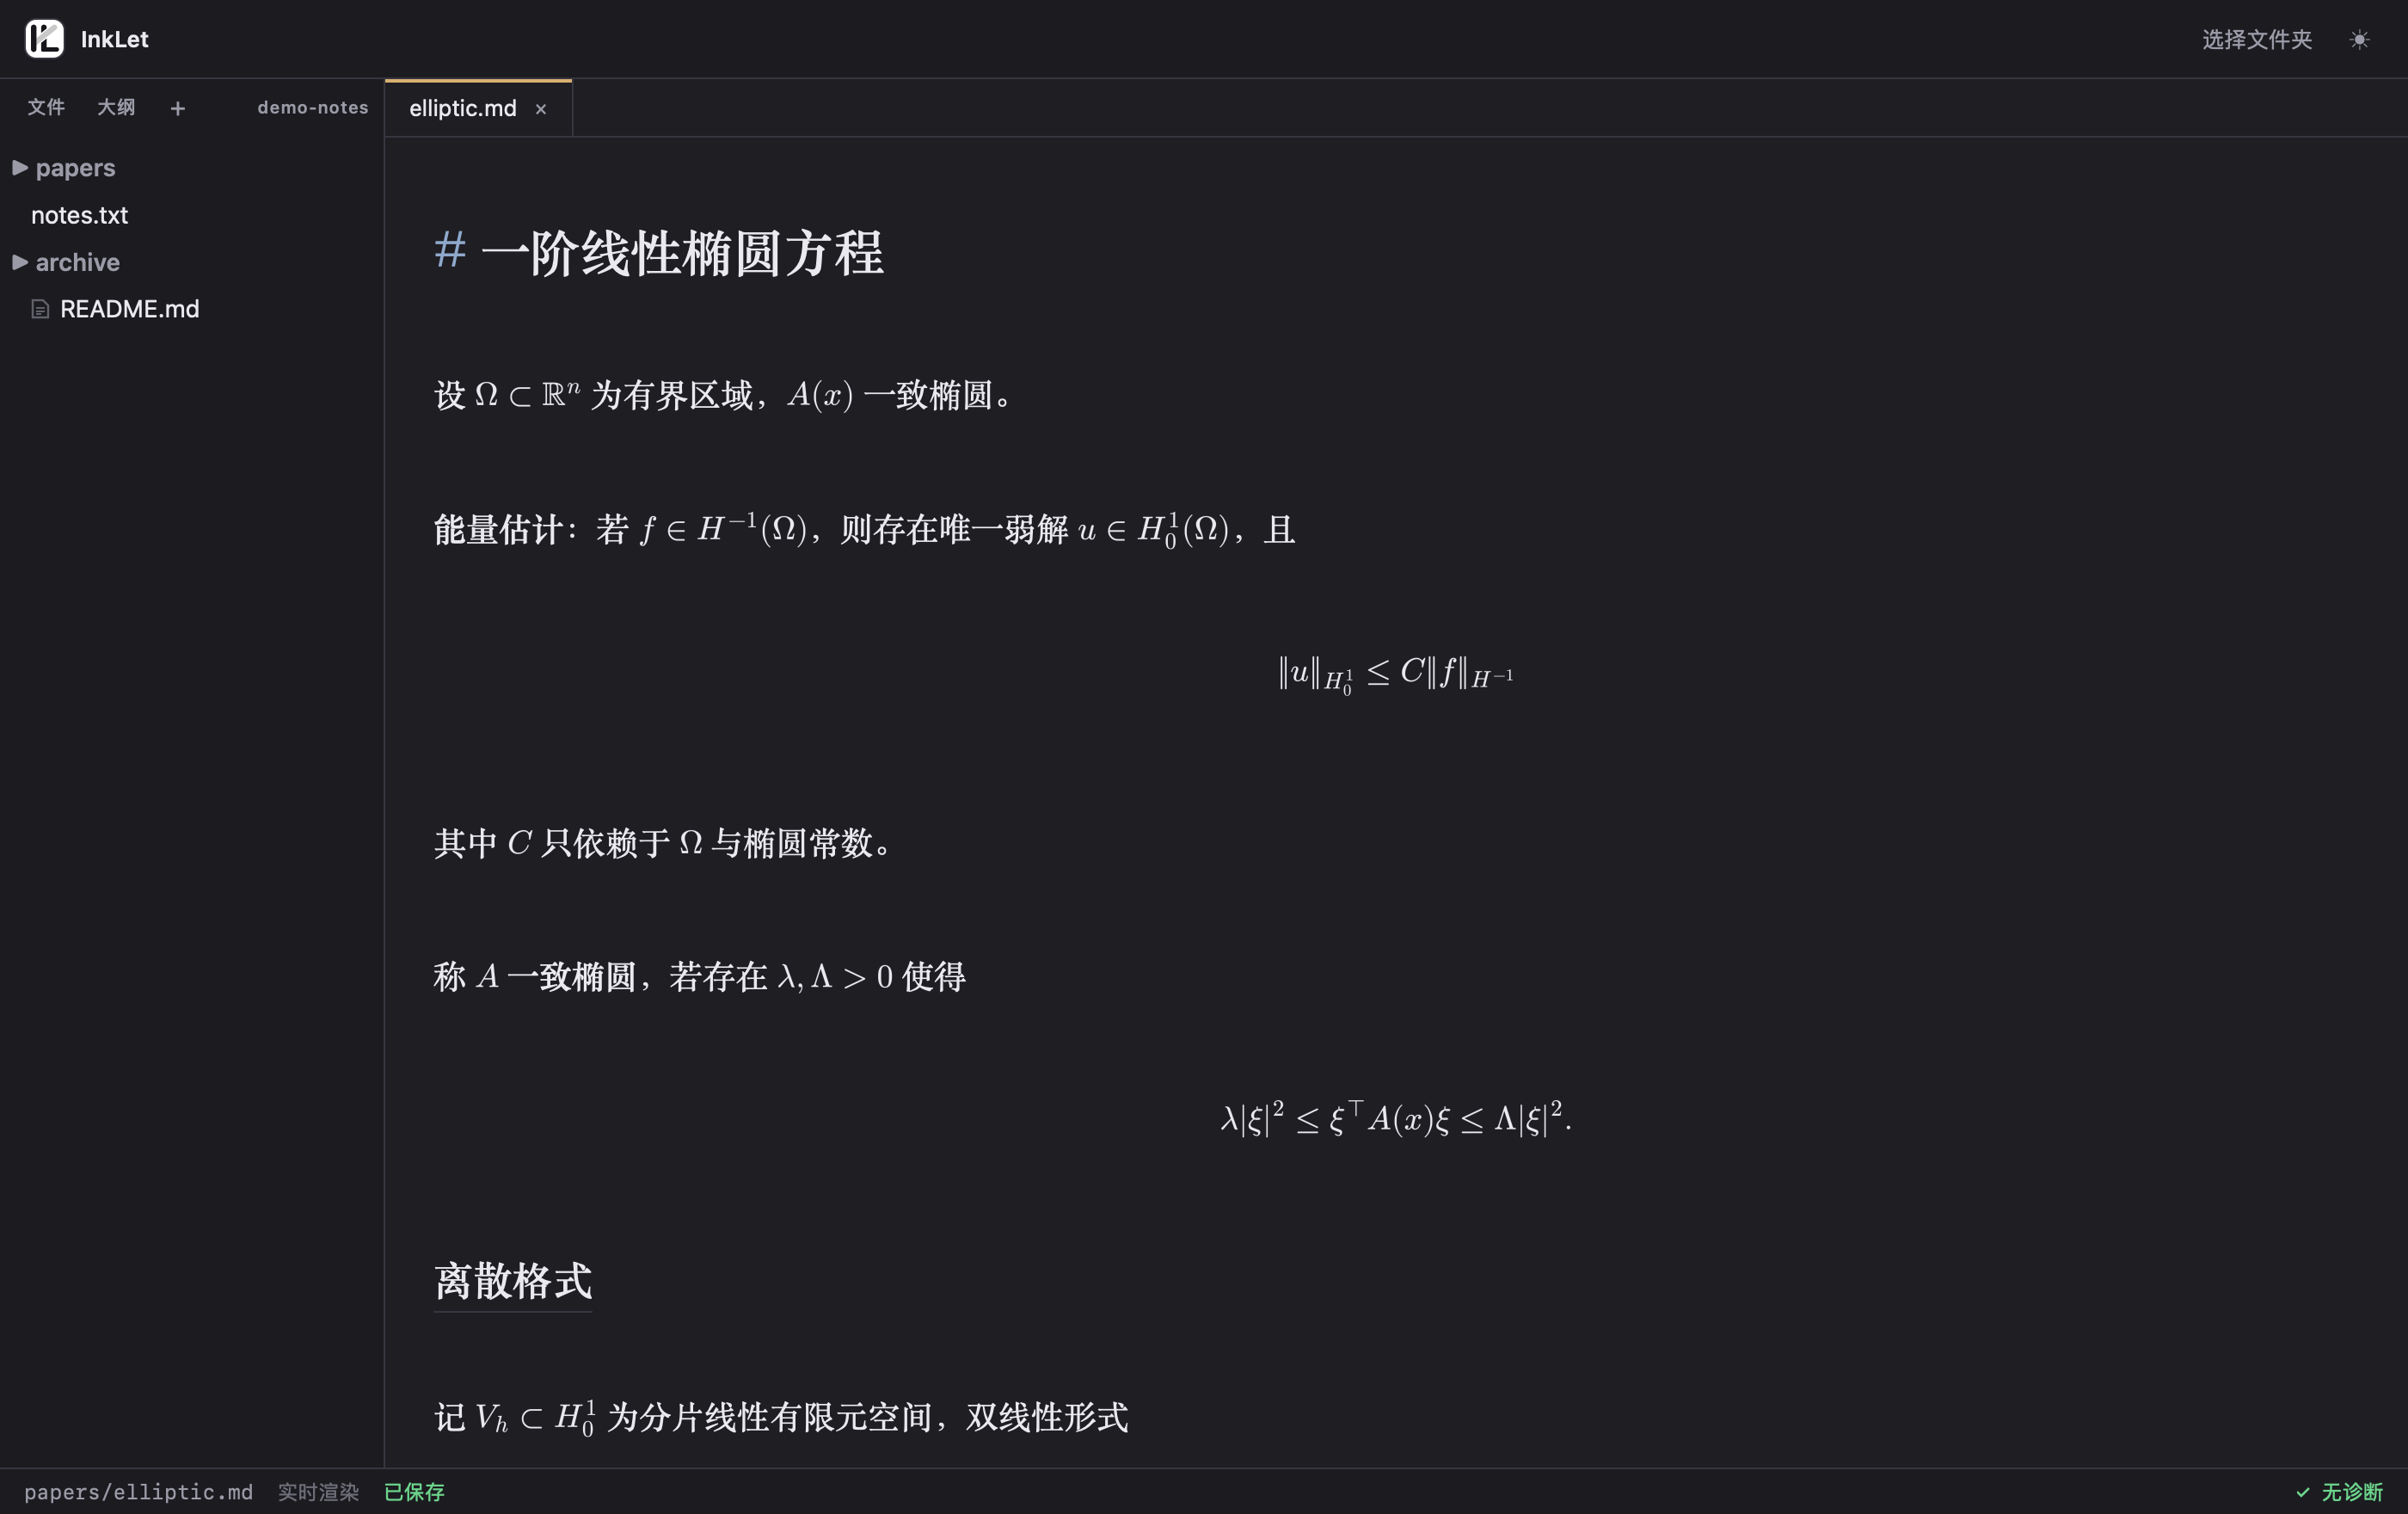 InkLet
选择文件夹
文件 大纲 + demo-notes
papers
notes.txt
archive
README.md
elliptic.md ×
# 一阶线性椭圆方程
设 Ω ⊂ ℝⁿ 为有界区域，A(x) 一致椭圆。
能量估计：若 f ∈ H⁻¹(Ω)，则存在唯一弱解 u ∈ H₀¹(Ω)，且
‖u‖_{H₀¹} ≤ C‖f‖_{H⁻¹}
其中 C 只依赖于 Ω 与椭圆常数。
称 A 一致椭圆，若存在 λ, Λ > 0 使得
λ|ξ|² ≤ ξ^⊤A(x)ξ ≤ Λ|ξ|².
离散格式
记 V_h ⊂ H₀¹ 为分片线性有限元空间，双线性形式
papers/elliptic.md 实时渲染 已保存 ✓ 无诊断